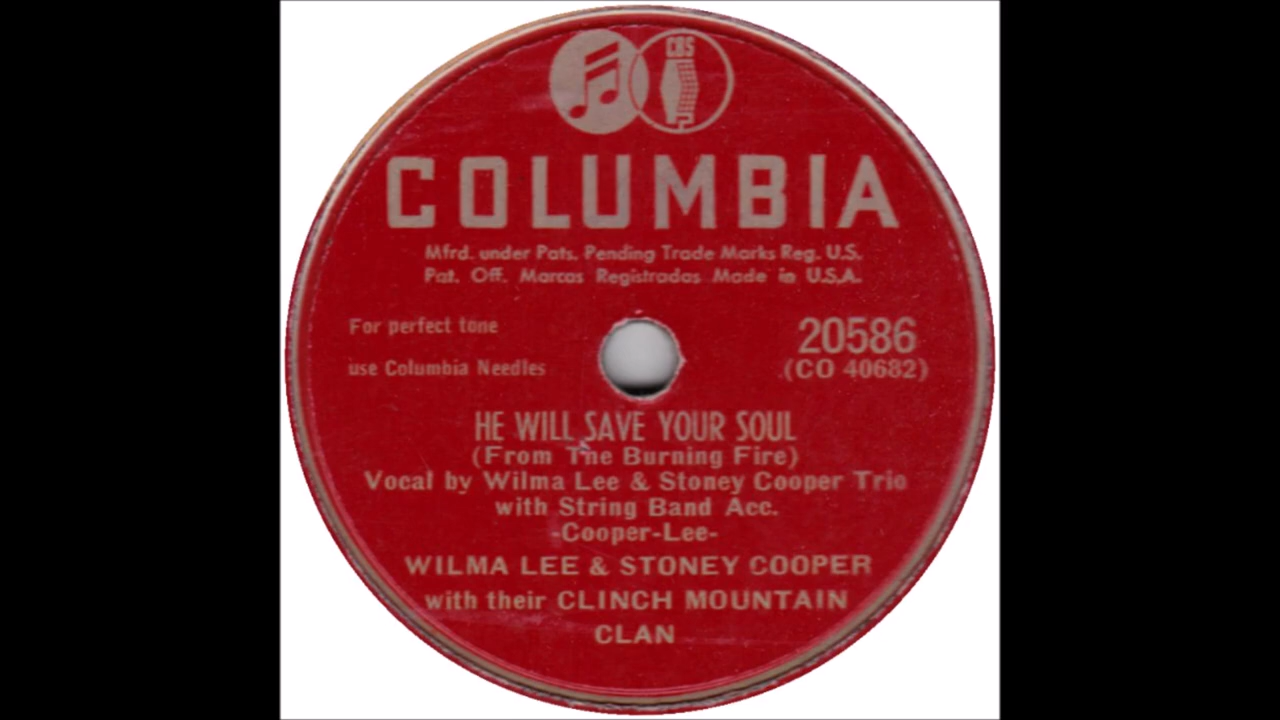 CBS
COLUMBIA
Mfrd. under Pats. Pending Trade Marks Reg. U.S.
Pat. Off. Marcas Registradas Made in U.S.A.
For perfect tone
use Columbia Needles
20586
(CO 40682)
HE WILL SAVE YOUR SOUL
(From The Burning Fire)
Vocal by Wilma Lee & Stoney Cooper Trio
with String Band Acc.
-Cooper-Lee-
WILMA LEE & STONEY COOPER
with their CLINCH MOUNTAIN
CLAN